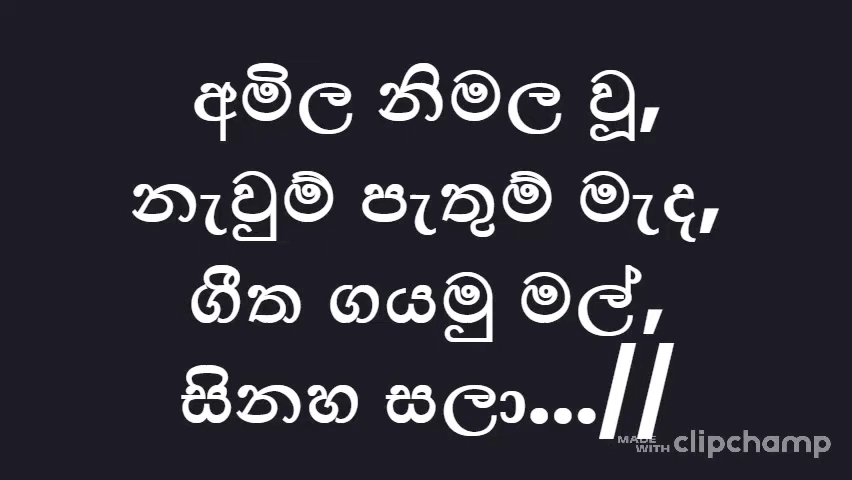 අමිල නිමල වූ,
නැවුම් පැතුම් මැද,
ගීත ගයමු මල්,
සිනහ සලා...//
MADE WITH clipchamp